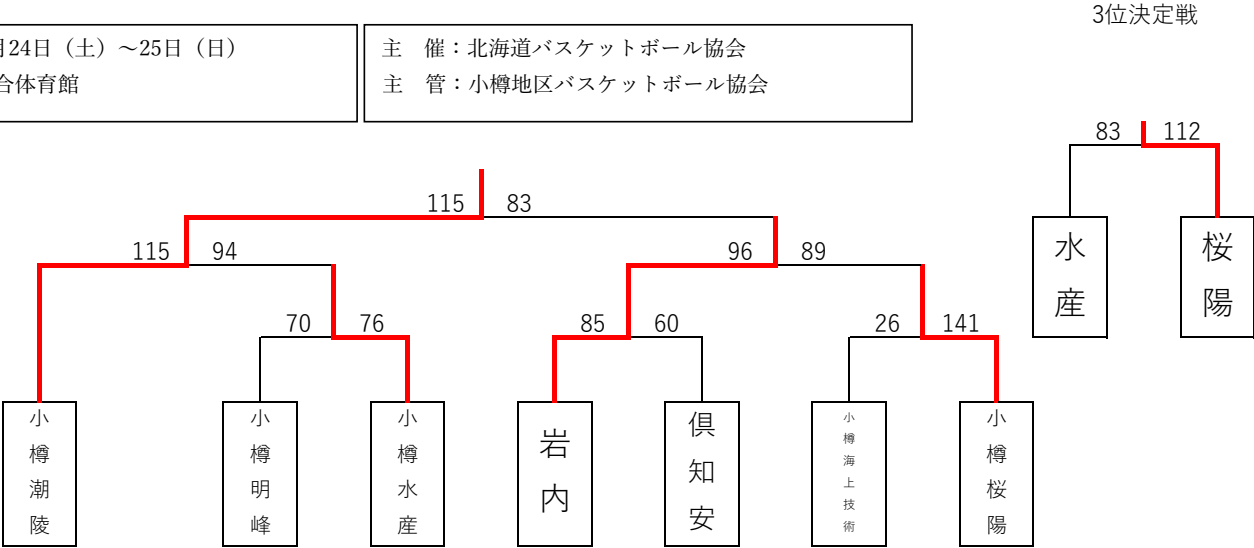 3位決定戦
月24日（土）～25日（日）
合体育館
主　催：北海道バスケットボール協会
主　管：小樽地区バスケットボール協会
83 112
115 83
115 94
96 89
70 76
85 60
26 141
水産
桜陽
小樽潮陵
小樽明峰
小樽水産
岩内
倶知安
小樽海上技術
小樽桜陽